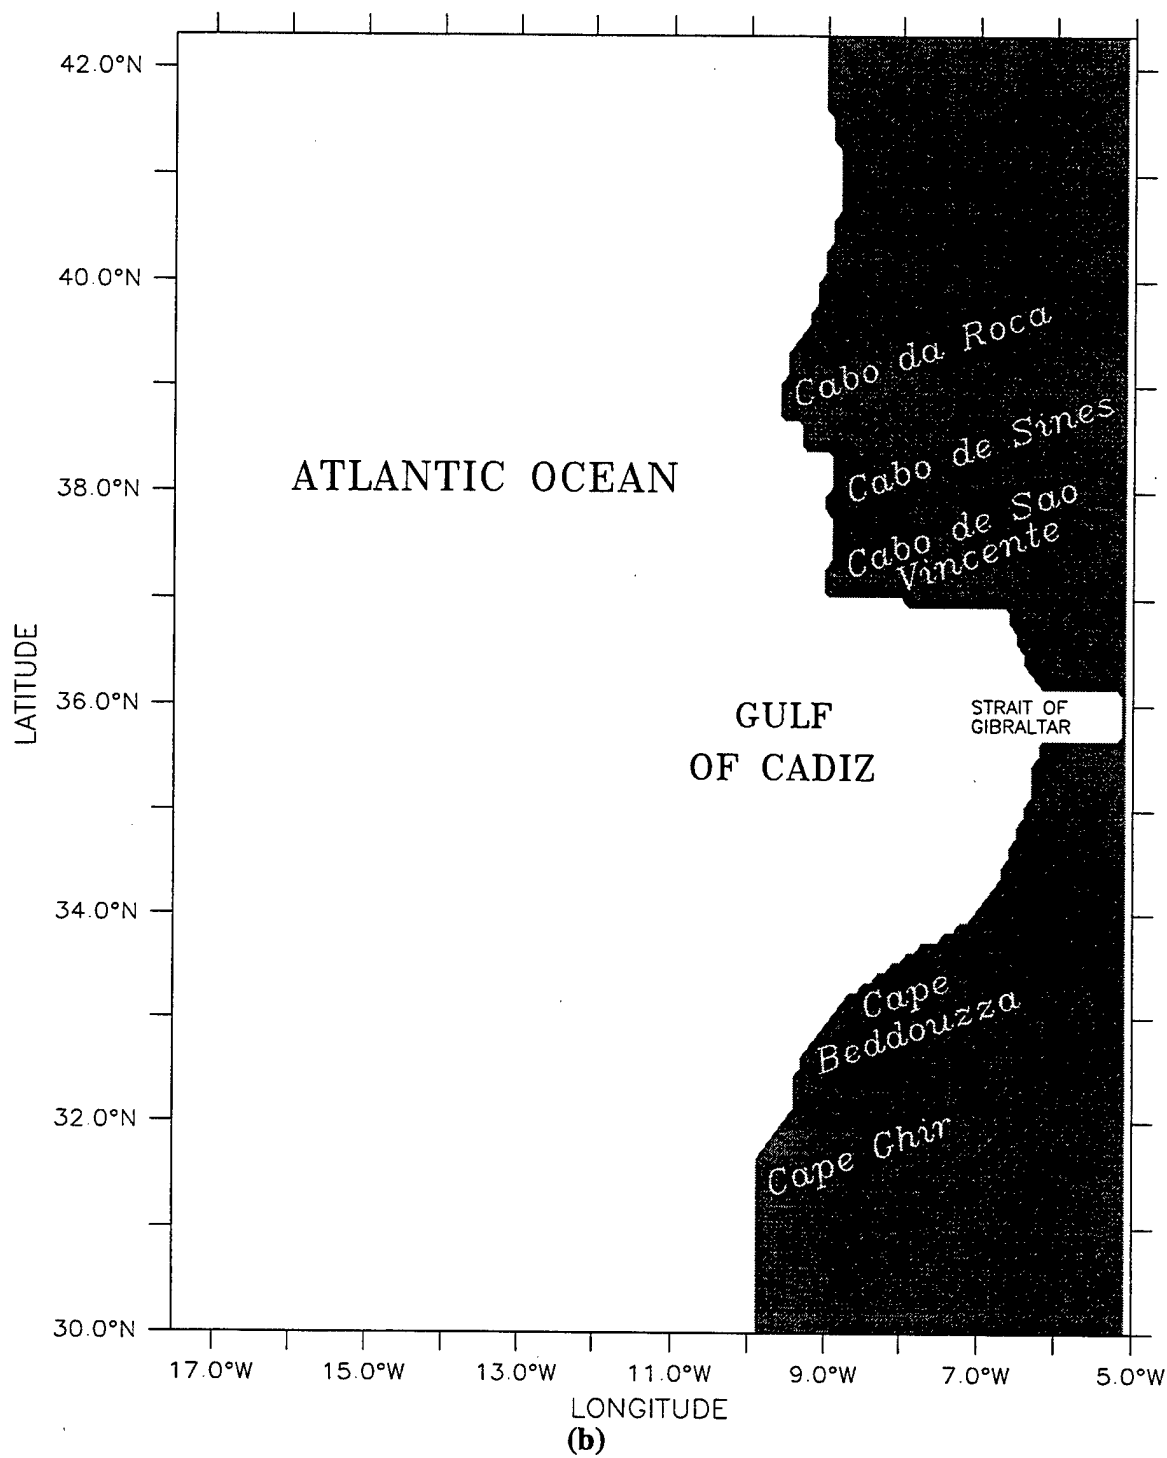 42.0°N
40.0°N
Cabo da Roca
Cabo de Sines
ATLANTIC OCEAN
38.0°N
Cabo de Sao
Vincente
LATITUDE
36.0°N
STRAIT OF
GIBRALTAR
GULF
OF CADIZ
34.0°N
Cape
Beddouzza
32.0°N
Cape Ghir
30.0°N
17.0°W 15.0°W 13.0°W 11.0°W 9.0°W 7.0°W 5.0°W
LONGITUDE
(b)